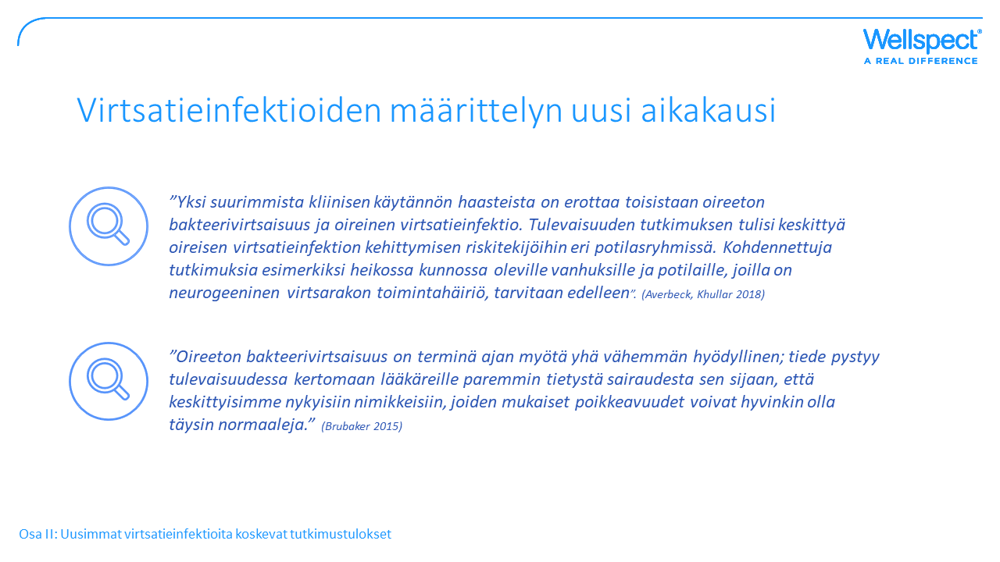 Wellspect®
A REAL DIFFERENCE
Virtsatieinfektioiden määrittelyn uusi aikakausi
”Yksi suurimmista kliinisen käytännön haasteista on erottaa toisistaan oireeton
bakteerivirtsaisuus ja oireinen virtsatieinfektio. Tulevaisuuden tutkimuksen tulisi keskittyä
oireisen virtsatieinfektion kehittymisen riskitekijöihin eri potilasryhmissä. Kohdennettuja
tutkimuksia esimerkiksi heikossa kunnossa oleville vanhuksille ja potilaille, joilla on
neurogeeninen virtsarakon toimintahäiriö, tarvitaan edelleen”. (Averbeck, Khullar 2018)
”Oireeton bakteerivirtsaisuus on terminä ajan myötä yhä vähemmän hyödyllinen; tiede pystyy
tulevaisuudessa kertomaan lääkäreille paremmin tietystä sairaudesta sen sijaan, että
keskittyisimme nykyisiin nimikkeisiin, joiden mukaiset poikkeavuudet voivat hyvinkin olla
täysin normaaleja.” (Brubaker 2015)
Osa II: Uusimmat virtsatieinfektioita koskevat tutkimustulokset